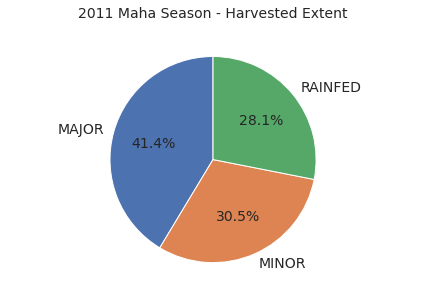 2011 Maha Season - Harvested Extent
RAINFED
28.1%
MAJOR
41.4%
30.5%
MINOR